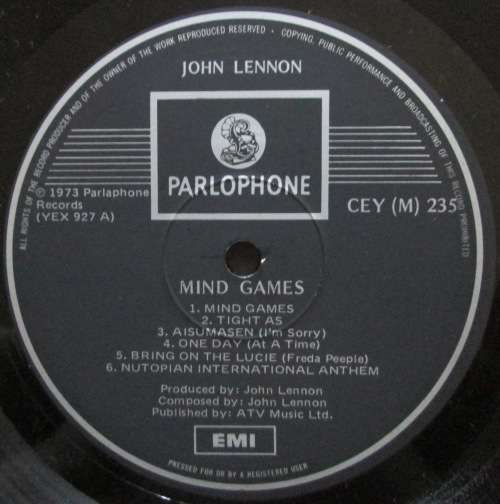 ALL RIGHTS OF THE RECORD PRODUCER AND OF THE OWNER OF THE WORK REPRODUCED RESERVED • COPYING, PUBLIC PERFORMANCE AND BROADCASTING OF THIS RECORD PROHIBITED
JOHN LENNON
PARLOPHONE
℗ 1973 Parlaphone
Records
(YEX 927 A)
CEY (M) 235
MIND GAMES
1. MIND GAMES
2. TIGHT AS
3. AISUMASEN (I'm Sorry)
4. ONE DAY (At A Time)
5. BRING ON THE LUCIE (Freda Peeple)
6. NUTOPIAN INTERNATIONAL ANTHEM
Produced by: John Lennon
Composed by: John Lennon
Published by: ATV Music Ltd.
EMI
PRESSED FOR OR BY A REGISTERED USER